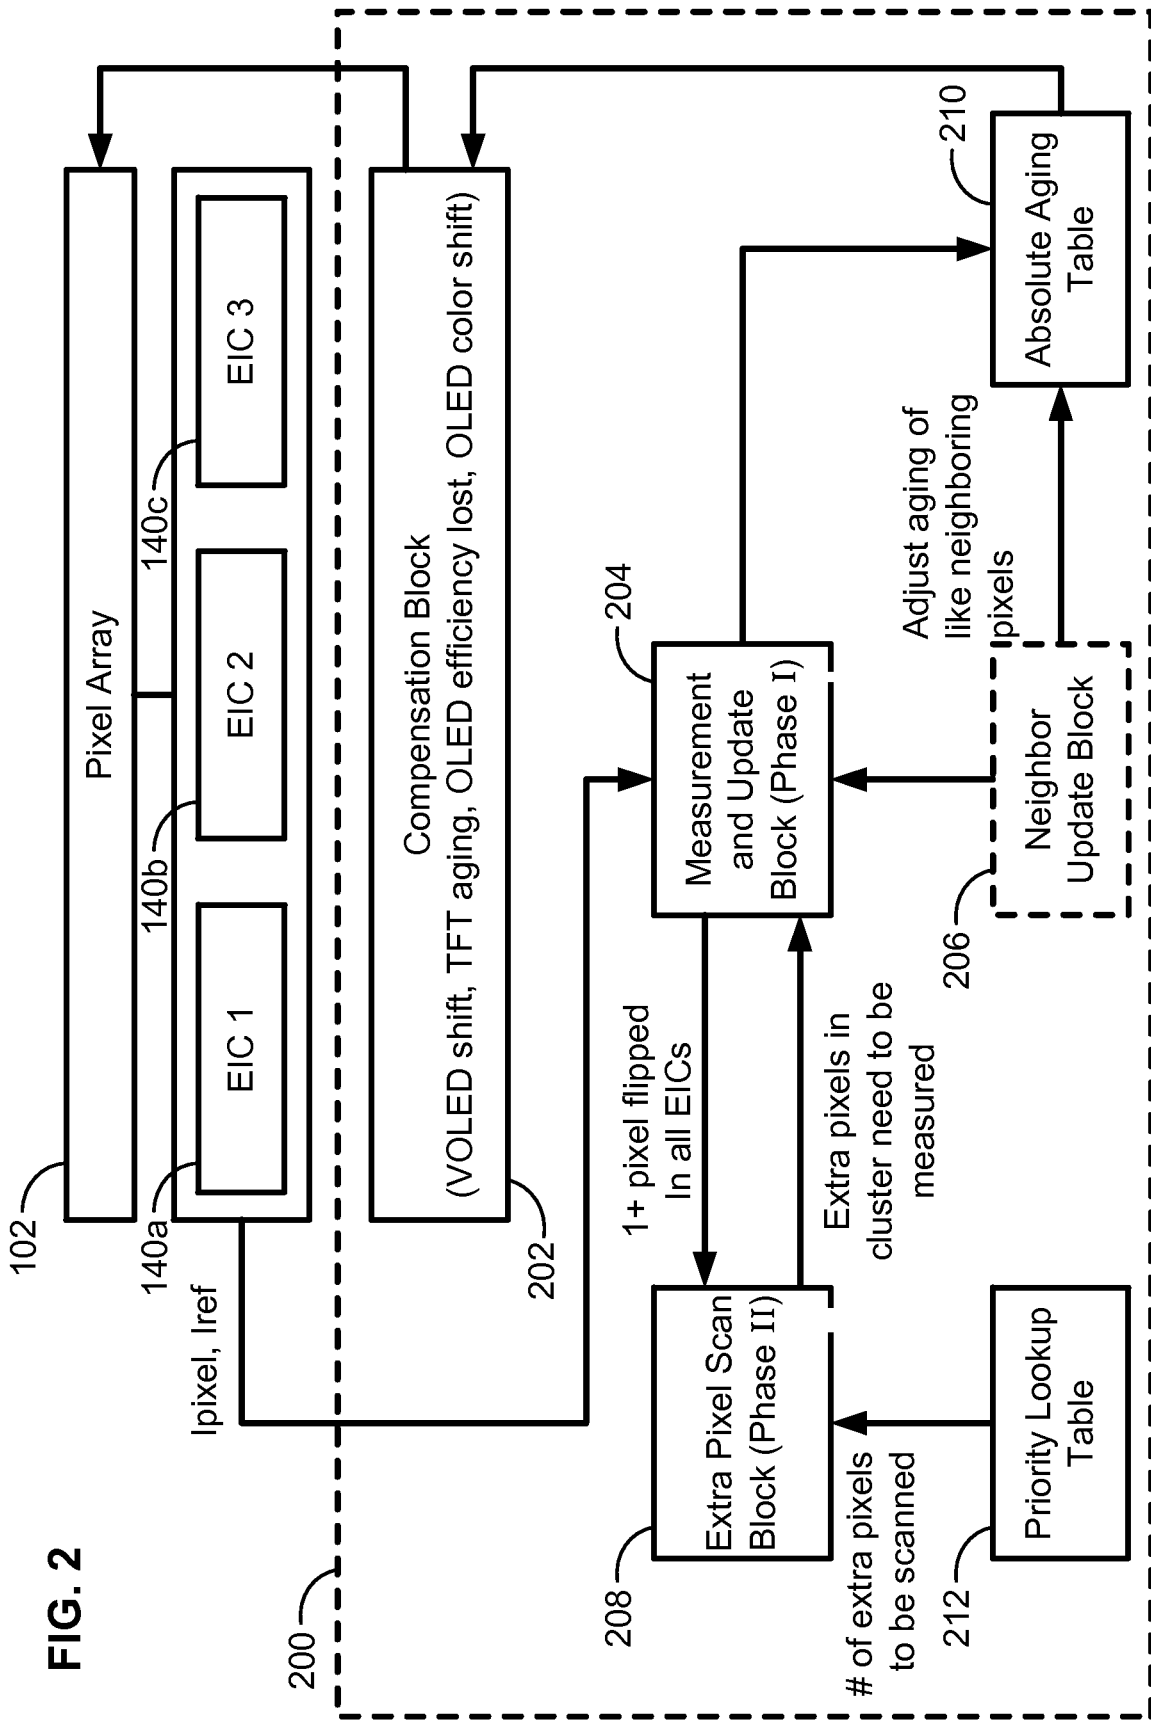 FIG. 2
102
Pixel Array
140a
EIC 1
140b
EIC 2
140c
EIC 3
Ipixel, Iref
200
Compensation Block
(VOLED shift, TFT aging, OLED efficiency lost, OLED color shift)
202
208
Extra Pixel Scan
Block (Phase II)
1+ pixel flipped
In all EICs
Extra pixels in
cluster need to be
measured
204
Measurement
and Update
Block (Phase I)
# of extra pixels
to be scanned
212
Priority Lookup
Table
206
Neighbor
Update Block
Adjust aging of
like neighboring
pixels
210
Absolute Aging
Table